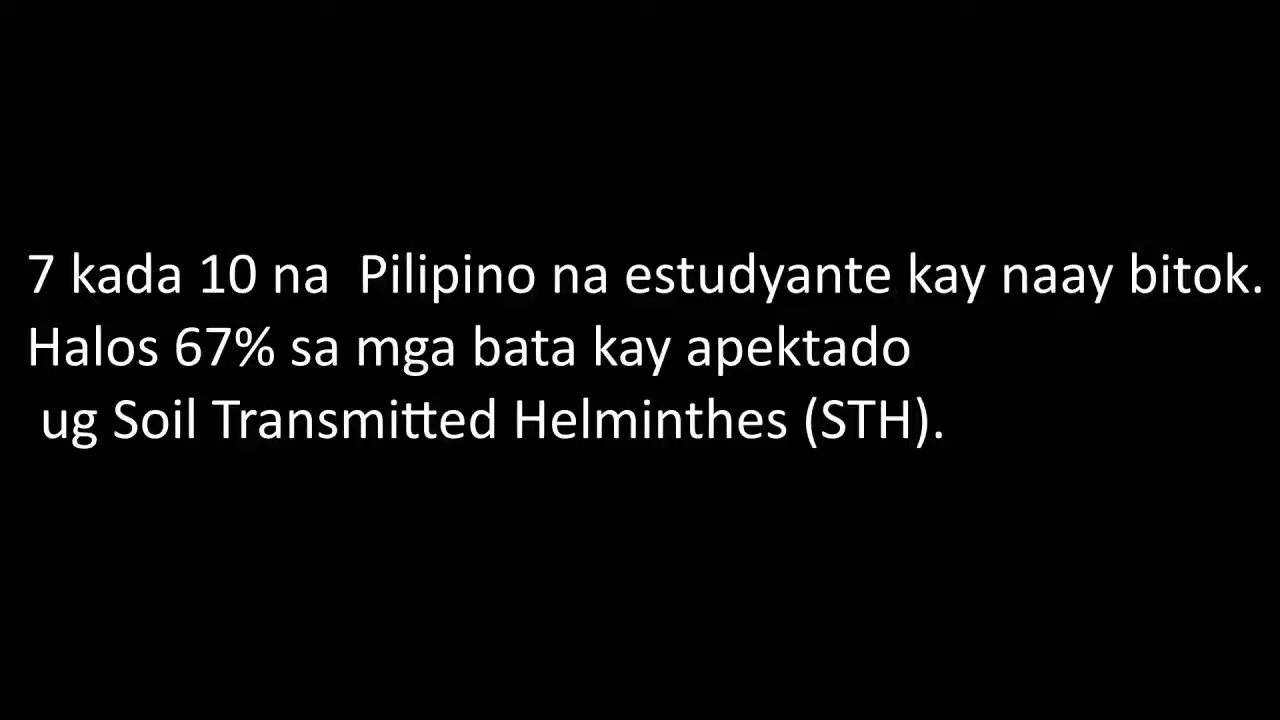 7 kada 10 na  Pilipino na estudyante kay naay bitok.
Halos 67% sa mga bata kay apektado
ug Soil Transmitted Helminthes (STH).